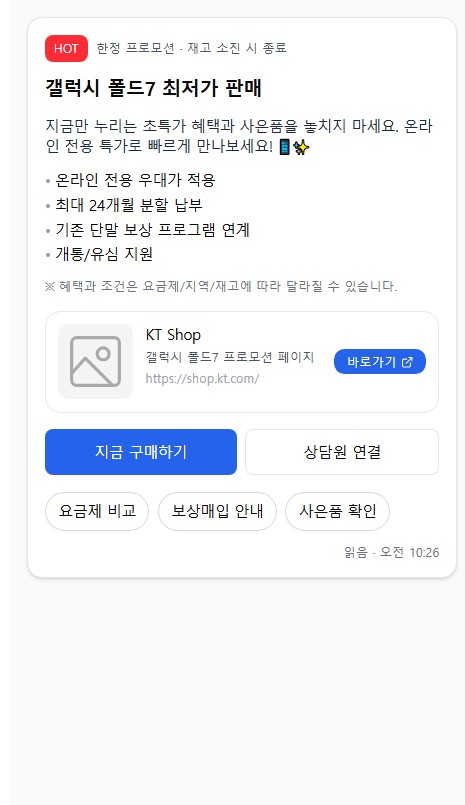 HOT 한정 프로모션 · 재고 소진 시 종료
갤럭시 폴드7 최저가 판매
지금만 누리는 초특가 혜택과 사은품을 놓치지 마세요. 온라
인 전용 특가로 빠르게 만나보세요! 📱✨
• 온라인 전용 우대가 적용
• 최대 24개월 분할 납부
• 기존 단말 보상 프로그램 연계
• 개통/유심 지원
※ 혜택과 조건은 요금제/지역/재고에 따라 달라질 수 있습니다.
KT Shop
갤럭시 폴드7 프로모션 페이지
https://shop.kt.com/
바로가기
지금 구매하기
상담원 연결
요금제 비교
보상매입 안내
사은품 확인
읽음 · 오전 10:26